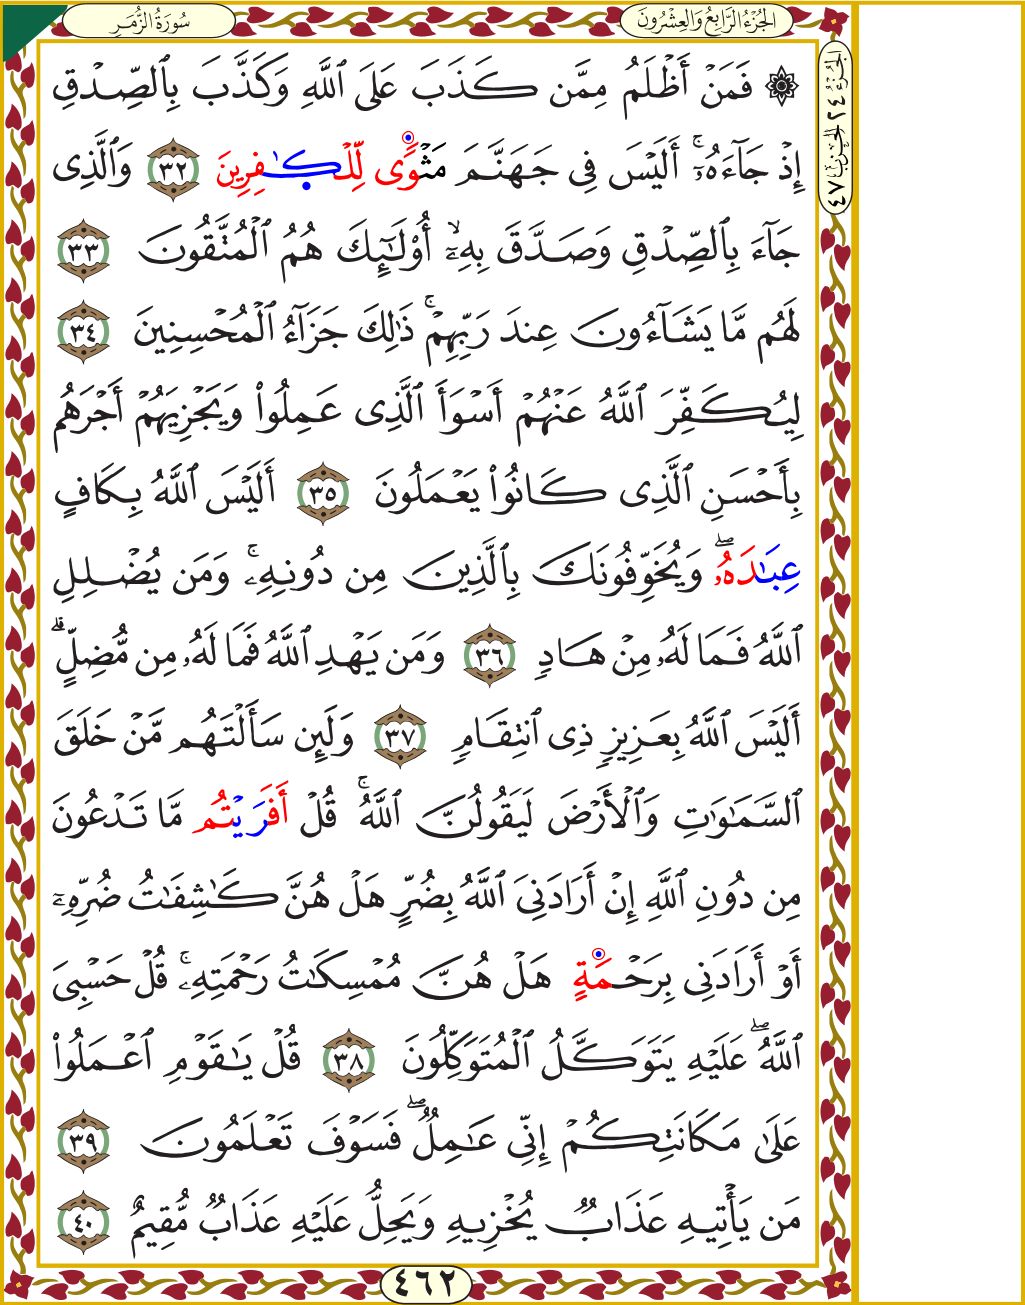 سُورَةُ الزُّمَرِ
الجُزْءُ الرَّابِعُ وَالعِشْرُونَ
الجزء ٢٤ الحزب ٤٧
۞ فَمَنْ أَظْلَمُ مِمَّن كَذَبَ عَلَى ٱللَّهِ وَكَذَّبَ بِٱلصِّدْقِ
إِذْ جَآءَهُۥٓۚ أَلَيْسَ فِى جَهَنَّمَ مَثْوًى لِّلْكَٰفِرِينَ ٣٢ وَٱلَّذِى
جَآءَ بِٱلصِّدْقِ وَصَدَّقَ بِهِۦٓۙ أُو۟لَٰٓئِكَ هُمُ ٱلْمُتَّقُونَ ٣٣
لَهُم مَّا يَشَآءُونَ عِندَ رَبِّهِمْۚ ذَٰلِكَ جَزَآءُ ٱلْمُحْسِنِينَ ٣٤
لِيُكَفِّرَ ٱللَّهُ عَنْهُمْ أَسْوَأَ ٱلَّذِى عَمِلُوا۟ وَيَجْزِيَهُمْ أَجْرَهُم
بِأَحْسَنِ ٱلَّذِى كَانُوا۟ يَعْمَلُونَ ٣٥ أَلَيْسَ ٱللَّهُ بِكَافٍ
عِبَٰدَهُۥۖ وَيُخَوِّفُونَكَ بِٱلَّذِينَ مِن دُونِهِۦۚ وَمَن يُضْلِلِ
ٱللَّهُ فَمَا لَهُۥ مِنْ هَادٍ ٣٦ وَمَن يَهْدِ ٱللَّهُ فَمَا لَهُۥ مِن مُّضِلٍّۗ
أَلَيْسَ ٱللَّهُ بِعَزِيزٍ ذِى ٱنتِقَامٍ ٣٧ وَلَئِن سَأَلْتَهُم مَّنْ خَلَقَ
ٱلسَّمَٰوَٰتِ وَٱلْأَرْضَ لَيَقُولُنَّ ٱللَّهُۚ قُلْ أَفَرَيْتُم مَّا تَدْعُونَ
مِن دُونِ ٱللَّهِ إِنْ أَرَادَنِىَ ٱللَّهُ بِضُرٍّ هَلْ هُنَّ كَٰشِفَٰتُ ضُرِّهِۦٓ
أَوْ أَرَادَنِى بِرَحْمَةٍ هَلْ هُنَّ مُمْسِكَٰتُ رَحْمَتِهِۦۚ قُلْ حَسْبِىَ
ٱللَّهُۖ عَلَيْهِ يَتَوَكَّلُ ٱلْمُتَوَكِّلُونَ ٣٨ قُلْ يَٰقَوْمِ ٱعْمَلُوا۟
عَلَىٰ مَكَانَتِكُمْ إِنِّى عَٰمِلٌۖ فَسَوْفَ تَعْلَمُونَ ٣٩
مَن يَأْتِيهِ عَذَابٌ يُخْزِيهِ وَيَحِلُّ عَلَيْهِ عَذَابٌ مُّقِيمٌ ٤٠
٤٦٢